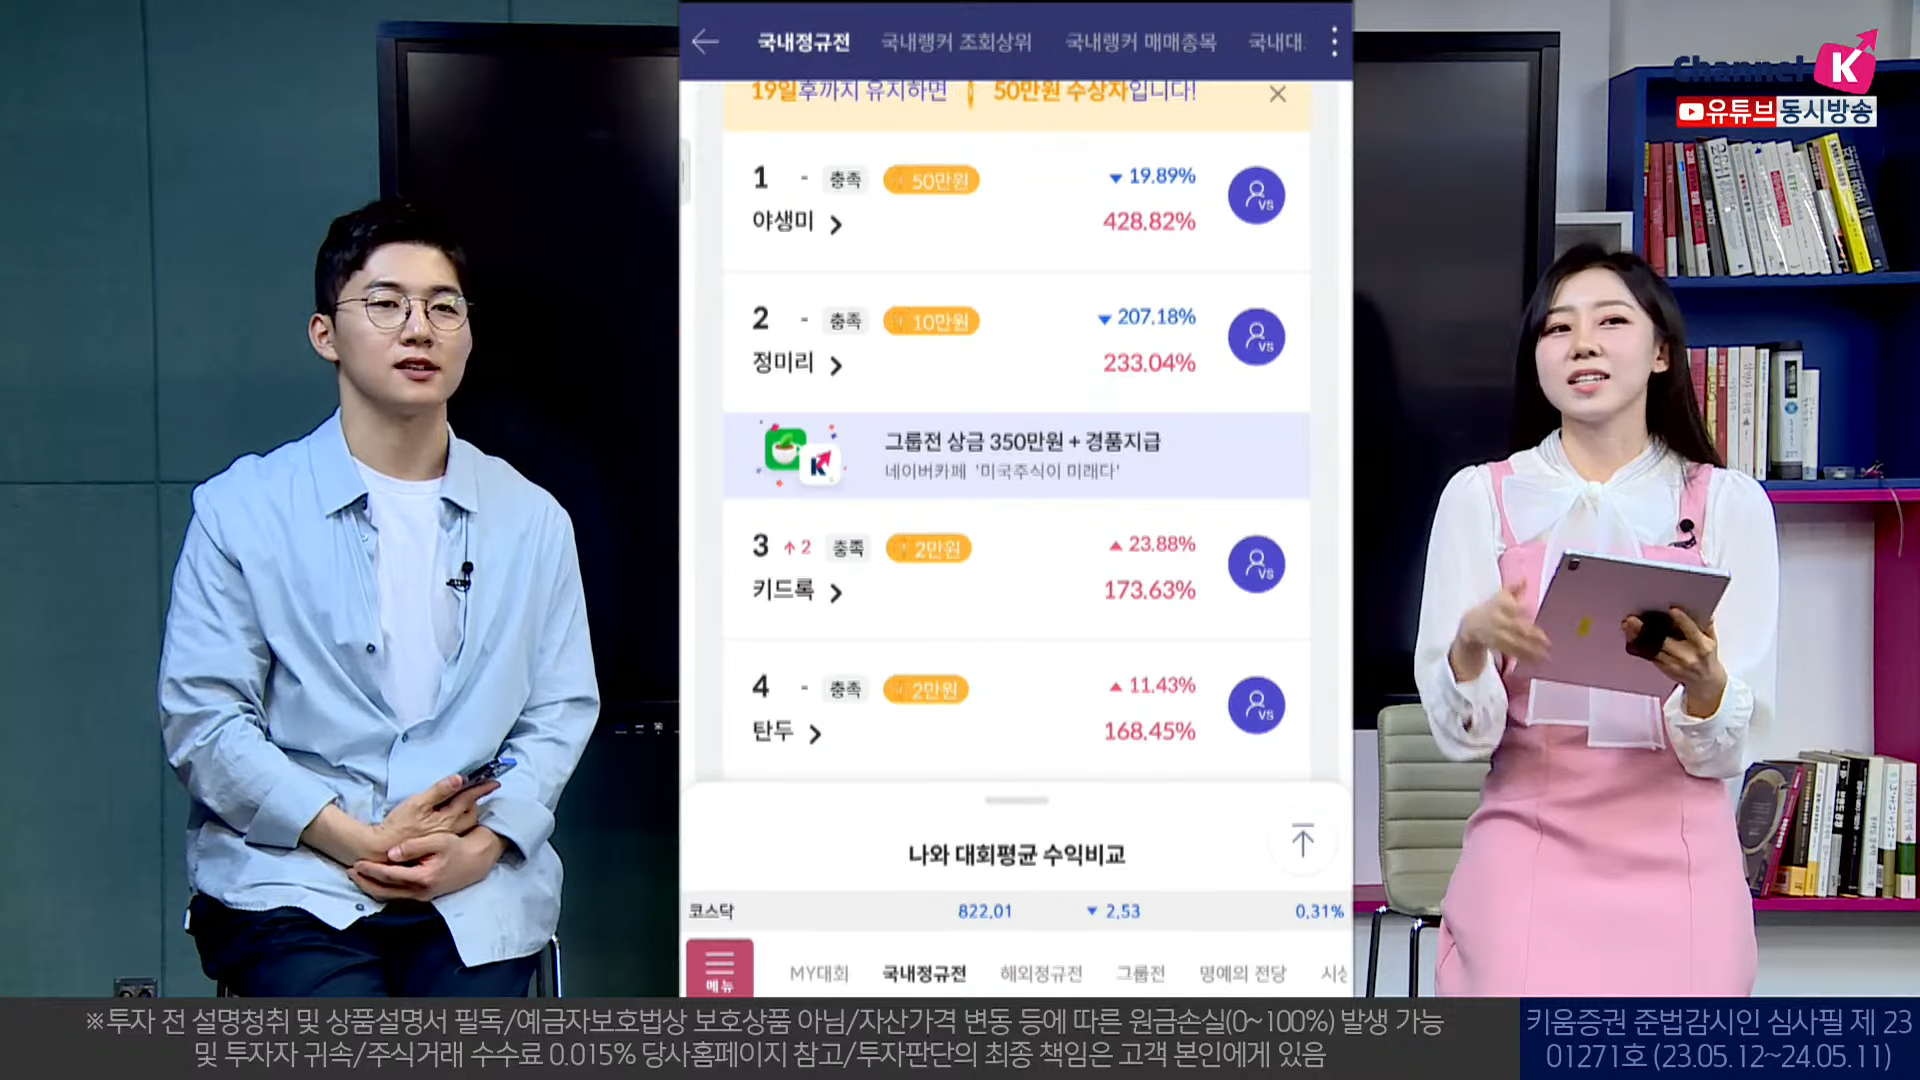 국내정규전 국내랭커 조회상위 국내랭커 매매종목 국내대
Channel K
유튜브 동시방송
19일후까지 유지하면 50만원 수상자입니다!
1 - 충족 50만원 ▼ 19.89%
야생미 428.82%
VS
2 - 충족 10만원 ▼ 207.18%
정미리 233.04%
VS
그룹전 상금 350만원 + 경품지급
네이버카페 '미국주식이 미래다'
3 ↑ 2 충족 2만원 ▲ 23.88%
키드록 173.63%
VS
4 - 충족 2만원 ▲ 11.43%
탄두 168.45%
VS
나와 대회평균 수익비교
코스닥 822.01 ▼ 2.53 0.31%
메뉴 MY대회 국내정규전 해외정규전 그룹전 명예의 전당
※투자 전 설명청취 및 상품설명서 필독/예금자보호법상 보호상품 아님/자산가격 변동 등에 따른 원금손실(0~100%) 발생 가능
및 투자자 귀속/주식거래 수수료 0.015% 당사홈페이지 참고/투자판단의 최종 책임은 고객 본인에게 있음
키움증권 준법감시인 심사필 제 23
01271호 (23.05.12~24.05.11)